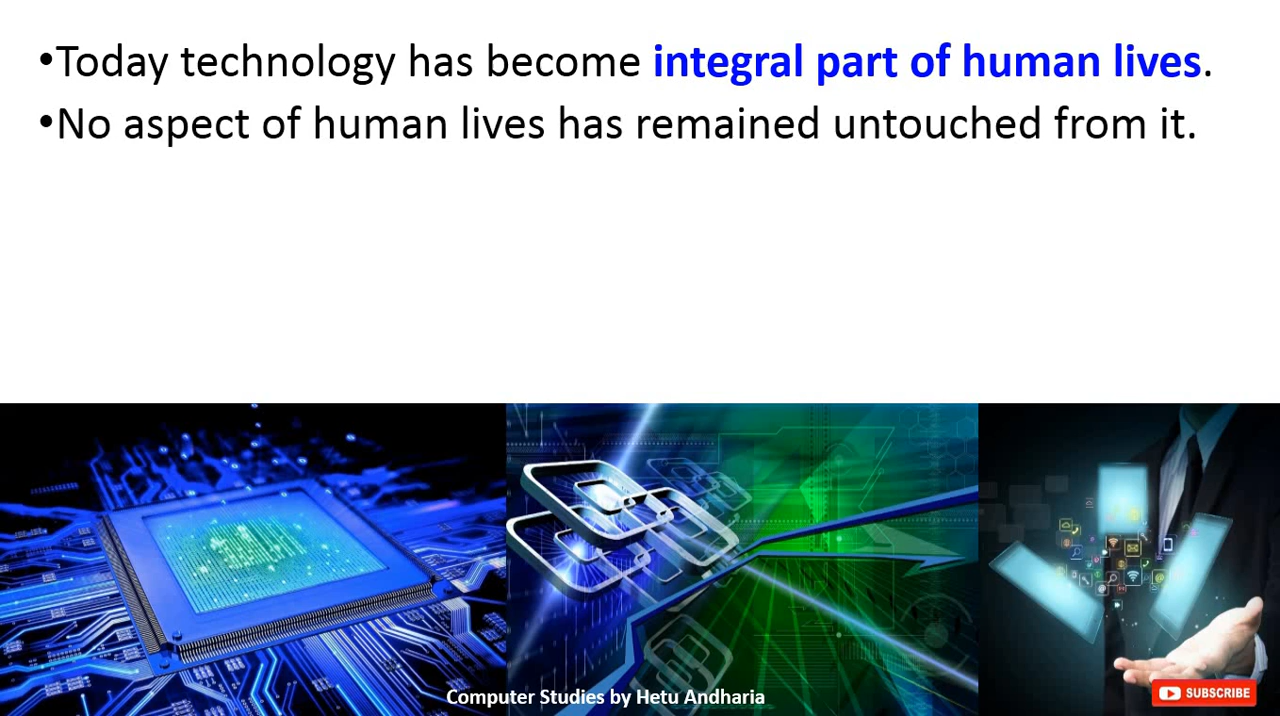 •Today technology has become integral part of human lives.
•No aspect of human lives has remained untouched from it.
Computer Studies by Hetu Andharia
SUBSCRIBE